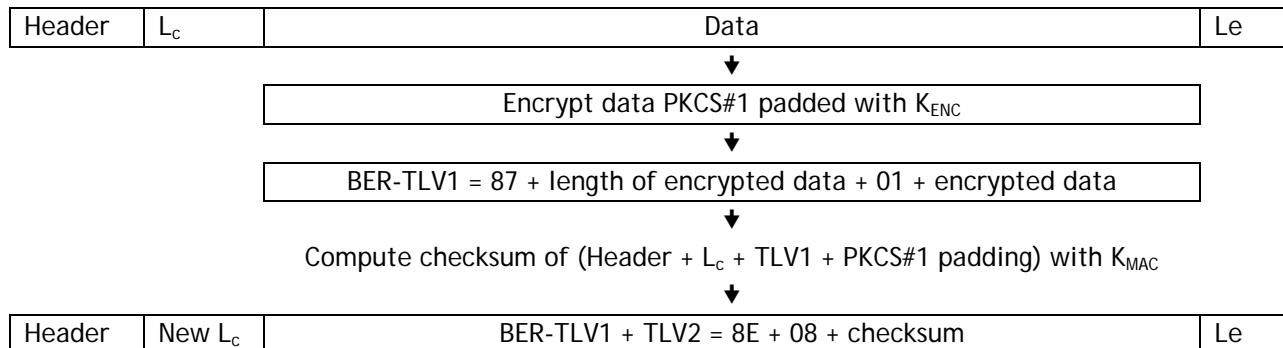 Header Lc Data Le
Encrypt data PKCS#1 padded with KENC
BER-TLV1 = 87 + length of encrypted data + 01 + encrypted data
Compute checksum of (Header + Lc + TLV1 + PKCS#1 padding) with KMAC
Header New Lc BER-TLV1 + TLV2 = 8E + 08 + checksum Le